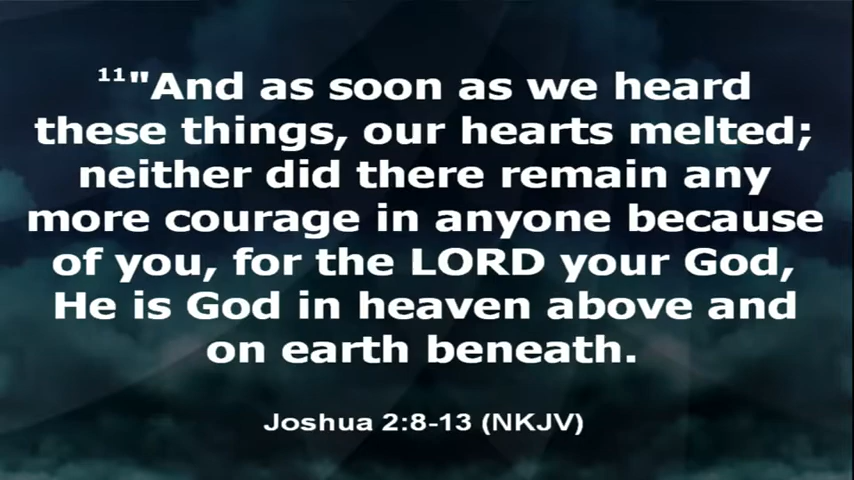 ¹¹"And as soon as we heard
these things, our hearts melted;
neither did there remain any
more courage in anyone because
of you, for the LORD your God,
He is God in heaven above and
on earth beneath.
Joshua 2:8-13 (NKJV)